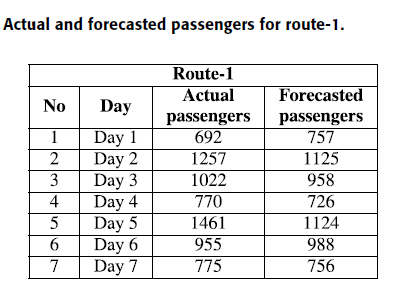 Actual and forecasted passengers for route-1.
Route-1
No Day Actual passengers Forecasted passengers
1 Day 1 692 757
2 Day 2 1257 1125
3 Day 3 1022 958
4 Day 4 770 726
5 Day 5 1461 1124
6 Day 6 955 988
7 Day 7 775 756